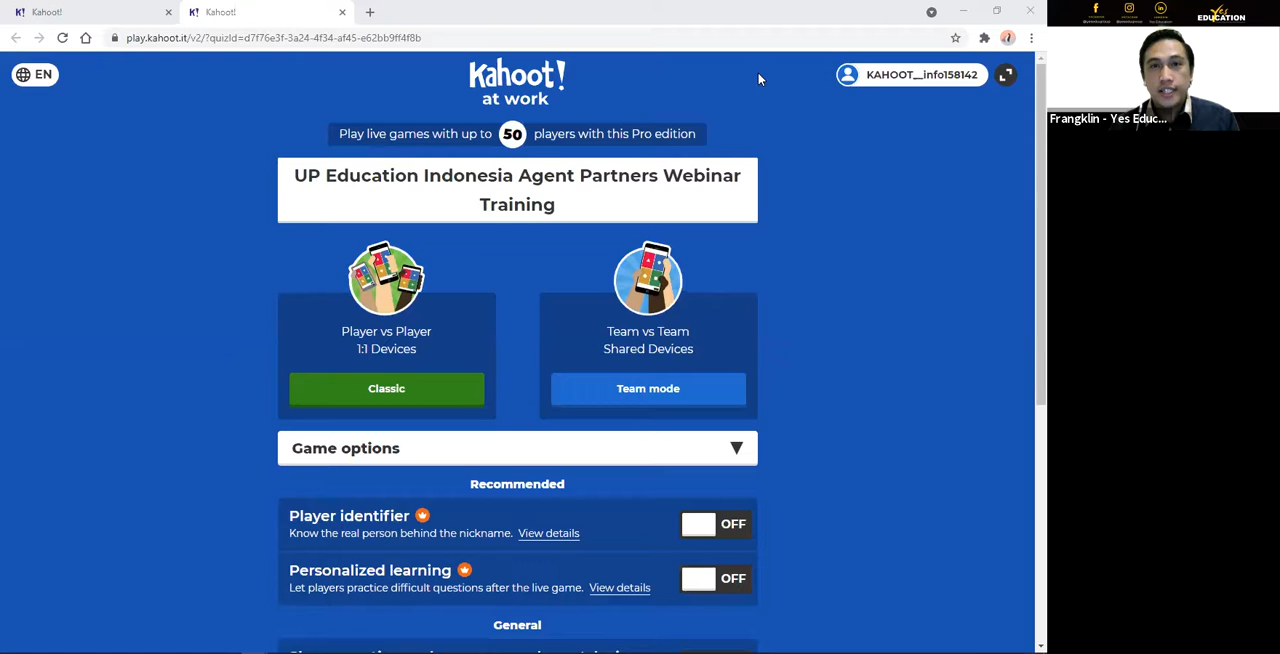 Kahoot!
Kahoot!
play.kahoot.it/v2/?quizId=d7f76e3f-3a24-4f34-af45-e62bb9ff4f8b
EN
Kahoot!
at work
KAHOOT__info158142
Play live games with up to 50 players with this Pro edition
UP Education Indonesia Agent Partners Webinar
Training
Player vs Player
1:1 Devices
Classic
Team vs Team
Shared Devices
Team mode
Game options
Recommended
Player identifier
Know the real person behind the nickname. View details
OFF
Personalized learning
Let players practice difficult questions after the live game. View details
OFF
General
Yes
EDUCATION
Frangklin - Yes Educ...